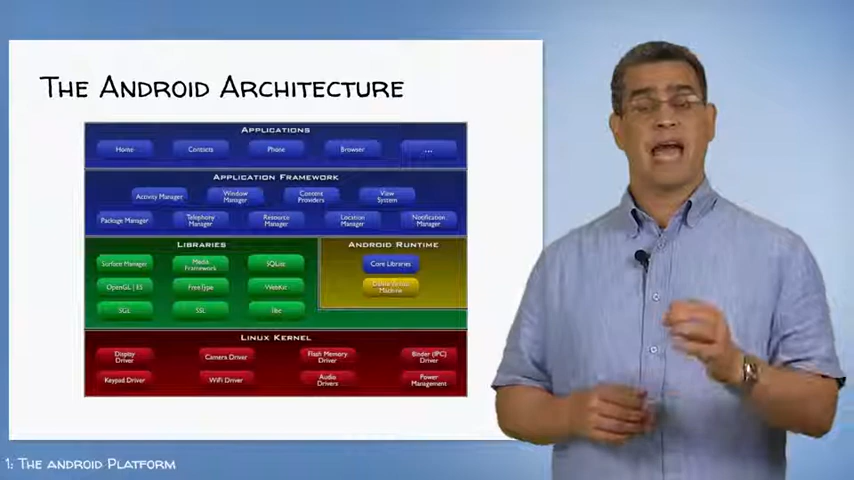 The Android Architecture
Applications
Home Contacts Phone Browser ...
Application Framework
Activity Manager Window Manager Content Providers View System
Package Manager Telephony Manager Resource Manager Location Manager Notification Manager
Libraries Android Runtime
Surface Manager Media Framework SQLite Core Libraries
OpenGL | ES FreeType WebKit Dalvik Virtual Machine
SGL SSL libc
Linux Kernel
Display Driver Camera Driver Flash Memory Driver Binder (IPC) Driver
Keypad Driver WiFi Driver Audio Drivers Power Management
1: The android Platform